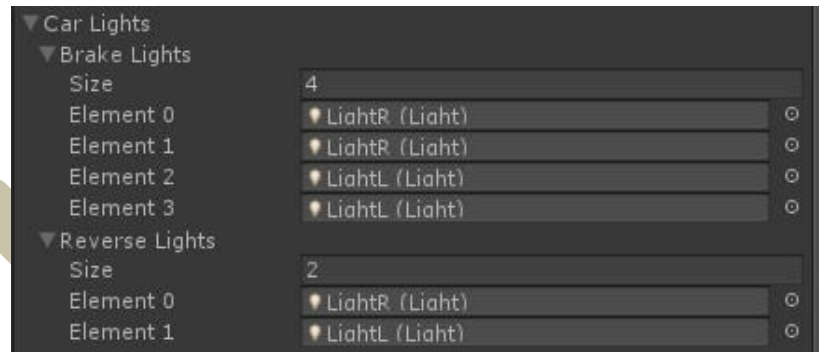 Car Lights
Brake Lights
Size 4
Element 0 LightR (Light)
Element 1 LightR (Light)
Element 2 LightL (Light)
Element 3 LightL (Light)
Reverse Lights
Size 2
Element 0 LightR (Light)
Element 1 LightL (Light)